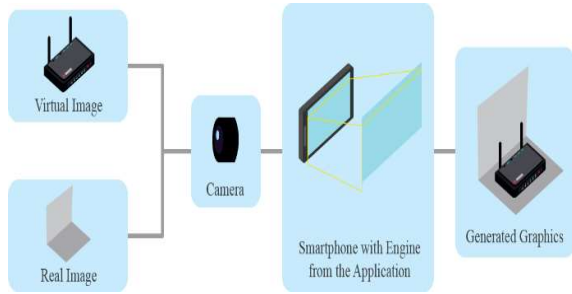 Virtual Image
Real Image
Camera
Smartphone with Engine
from the Application
Generated Graphics